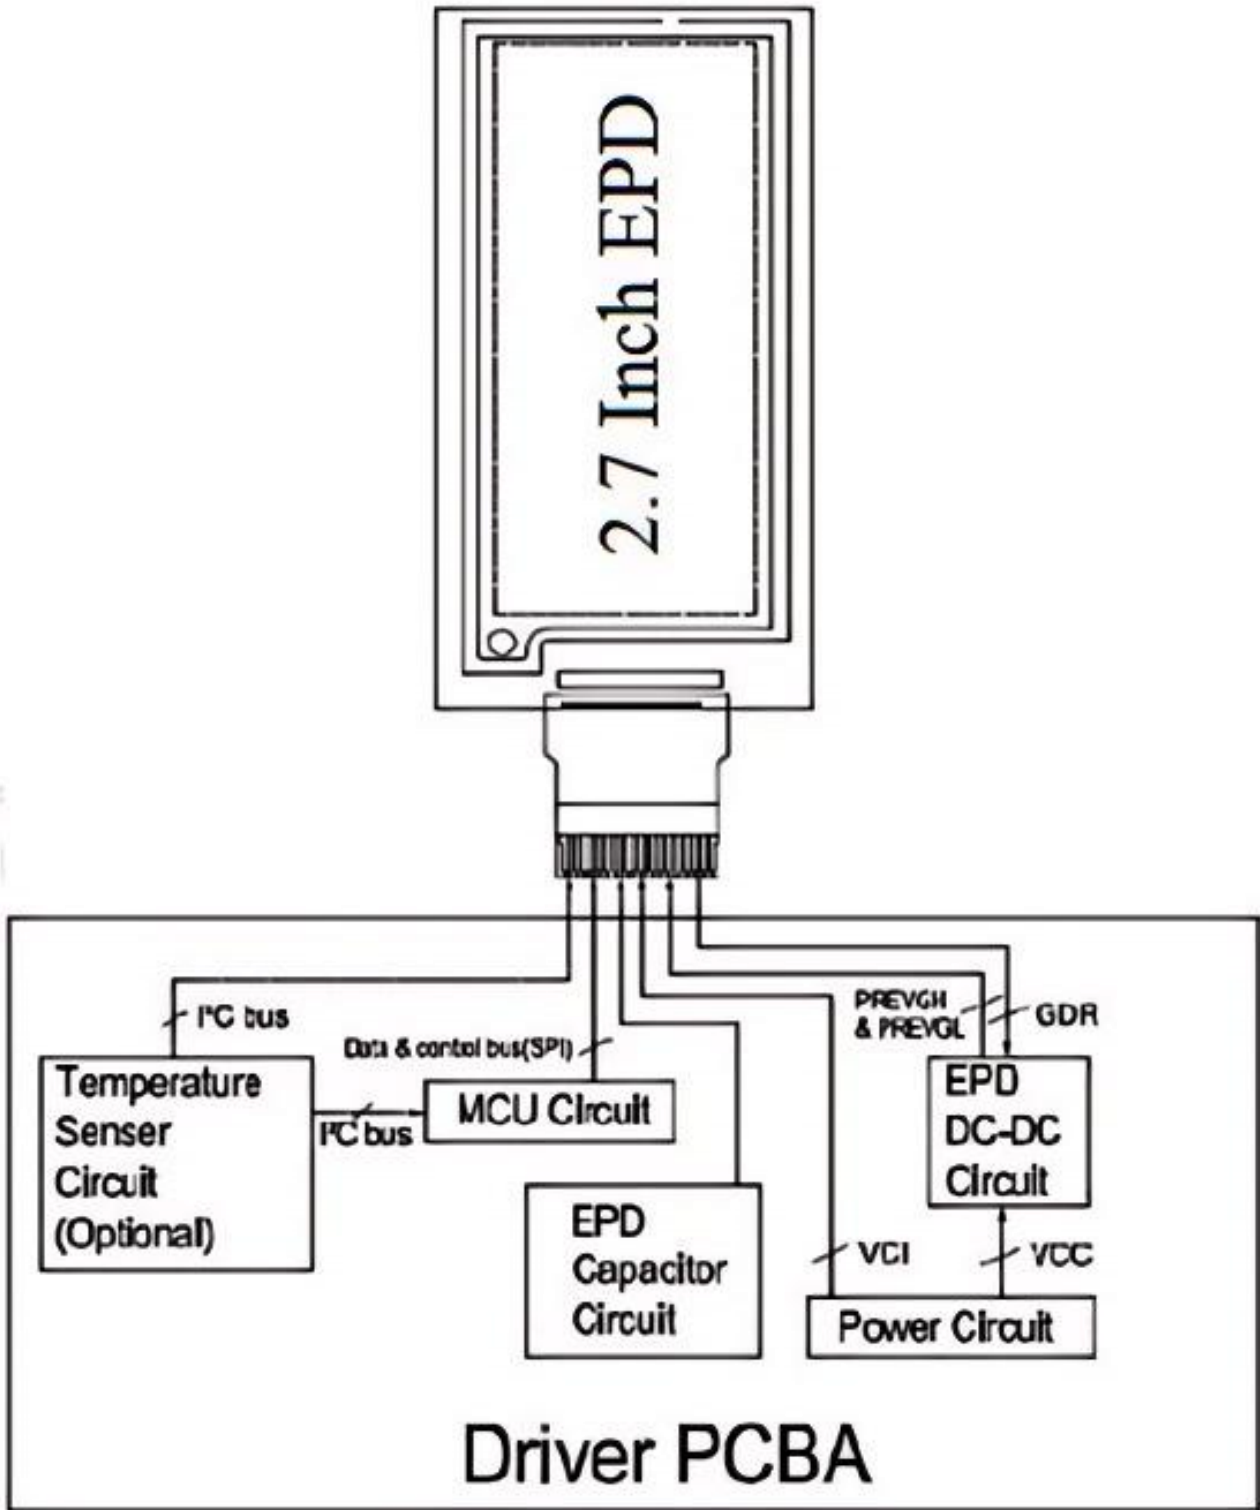 2.7 Inch EPD
I²C bus
PREVGH
& PREVGL
GDR
Data & control bus(SPI)
Temperature
Senser
Circuit
(Optional)
I²C bus
MCU Circuit
EPD
DC-DC
Circuit
EPD
Capacitor
Circuit
VCI
VCC
Power Circuit
Driver PCBA